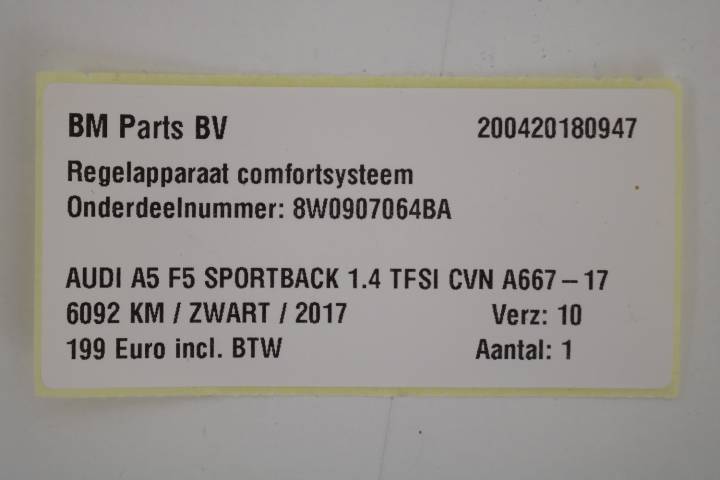 BM Parts BV 200420180947
Regelapparaat comfortsysteem
Onderdeelnummer: 8W0907064BA
AUDI A5 F5 SPORTBACK 1.4 TFSI CVN A667 – 17
6092 KM / ZWART / 2017 Verz: 10
199 Euro incl. BTW Aantal: 1